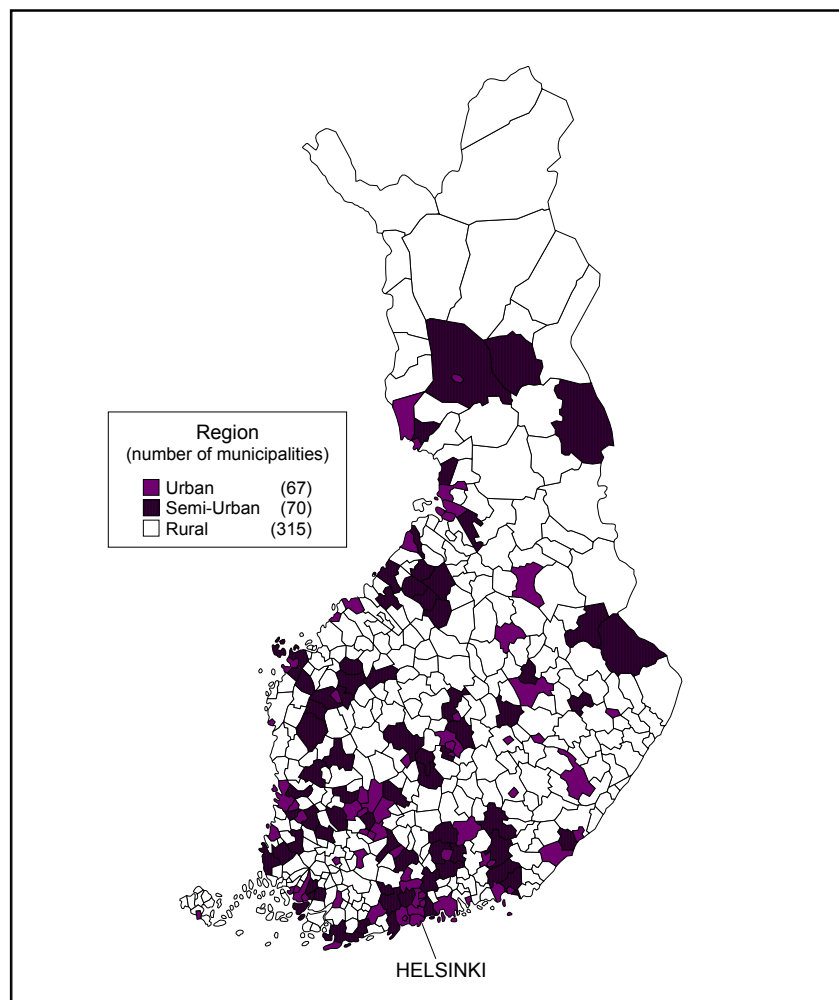 Region
(number of municipalities)
Urban (67)
Semi-Urban (70)
Rural (315)
HELSINKI